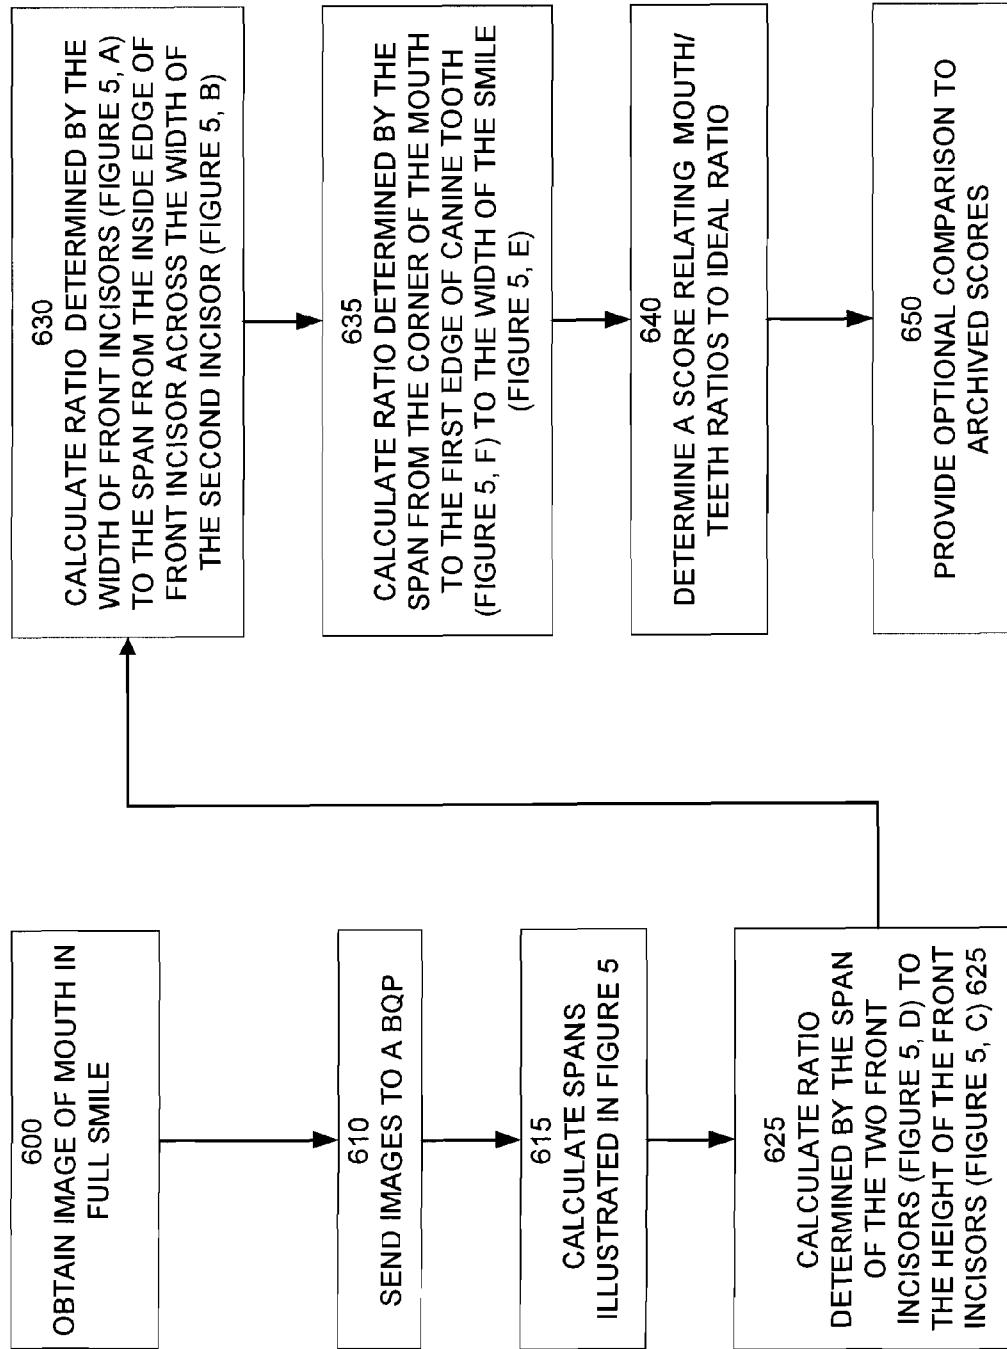 600
OBTAIN IMAGE OF MOUTH IN
FULL SMILE
610
SEND IMAGES TO A BQP
615
CALCULATE SPANS
ILLUSTRATED IN FIGURE 5
625
CALCULATE RATIO
DETERMINED BY THE SPAN
OF THE TWO FRONT
INCISORS (FIGURE 5, D) TO
THE HEIGHT OF THE FRONT
INCISORS (FIGURE 5, C) 625
630
CALCULATE RATIO DETERMINED BY THE
WIDTH OF FRONT INCISORS (FIGURE 5, A)
TO THE SPAN FROM THE INSIDE EDGE OF
FRONT INCISOR ACROSS THE WIDTH OF
THE SECOND INCISOR (FIGURE 5, B)
635
CALCULATE RATIO DETERMINED BY THE
SPAN FROM THE CORNER OF THE MOUTH
TO THE FIRST EDGE OF CANINE TOOTH
(FIGURE 5, F) TO THE WIDTH OF THE SMILE
(FIGURE 5, E)
640
DETERMINE A SCORE RELATING MOUTH/
TEETH RATIOS TO IDEAL RATIO
650
PROVIDE OPTIONAL COMPARISON TO
ARCHIVED SCORES